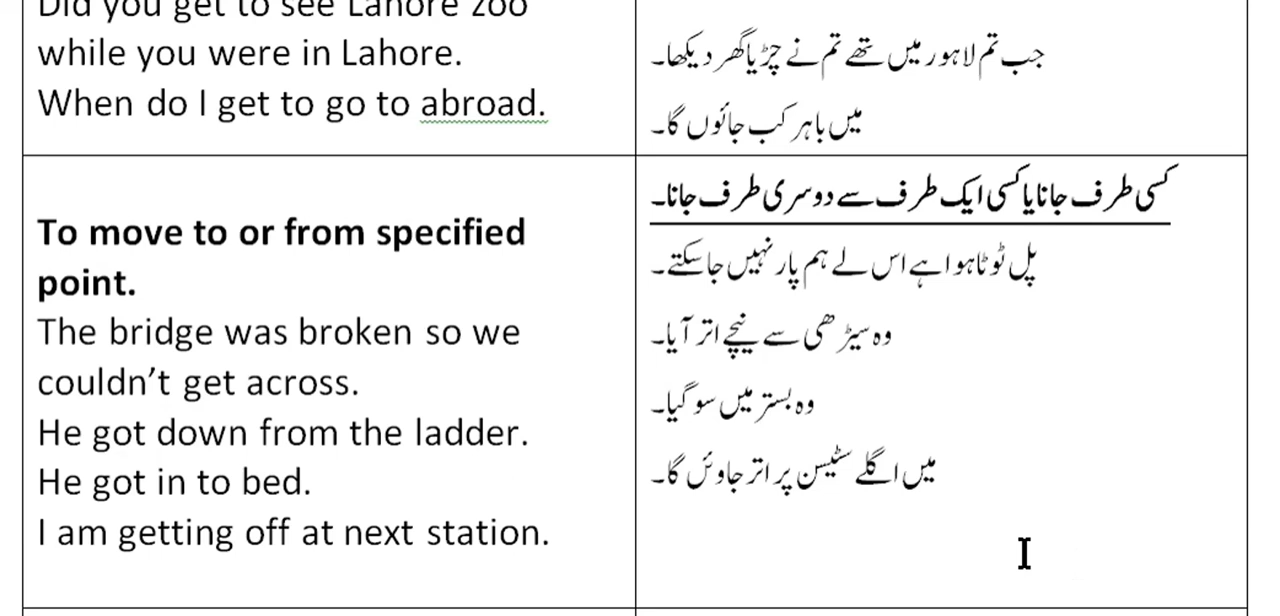 Did you get to see Lahore zoo
while you were in Lahore.
When do I get to go to abroad.
جب تم لاہور میں تھے تم نے چڑیا گھر دیکھا۔
میں باہر کب جائوں گا۔
To move to or from specified
point.
The bridge was broken so we
couldn’t get across.
He got down from the ladder.
He got in to bed.
I am getting off at next station.
کسی طرف جانا یا کسی ایک طرف سے دوسری طرف جانا۔
پل ٹوٹا ہوا ہے اس لے ہم پار نہیں جا سکتے۔
وہ سیڑھی سے نیچے اتر آیا۔
وہ بستر میں سو گیا۔
میں اگلے سٹیسن پر اتر جاوئں گا۔